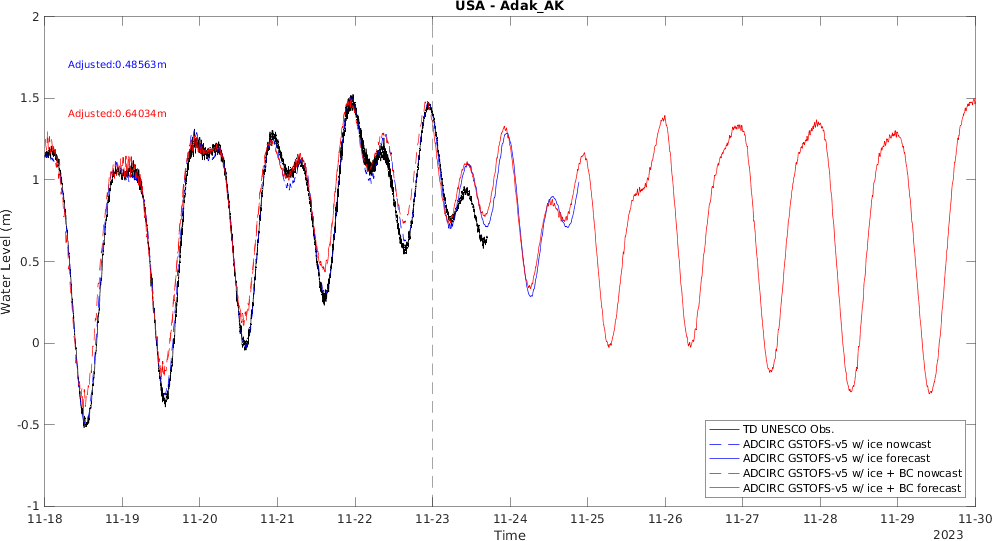 USA - Adak_AK
2
1.5
1
0.5
0
-0.5
-1
Water Level (m)
Adjusted:0.48563m
Adjusted:0.64034m
TD UNESCO Obs.
ADCIRC GSTOFS-v5 w/ ice nowcast
ADCIRC GSTOFS-v5 w/ ice forecast
ADCIRC GSTOFS-v5 w/ ice + BC nowcast
ADCIRC GSTOFS-v5 w/ ice + BC forecast
11-18 11-19 11-20 11-21 11-22 11-23 11-24 11-25 11-26 11-27 11-28 11-29 11-30
Time
2023